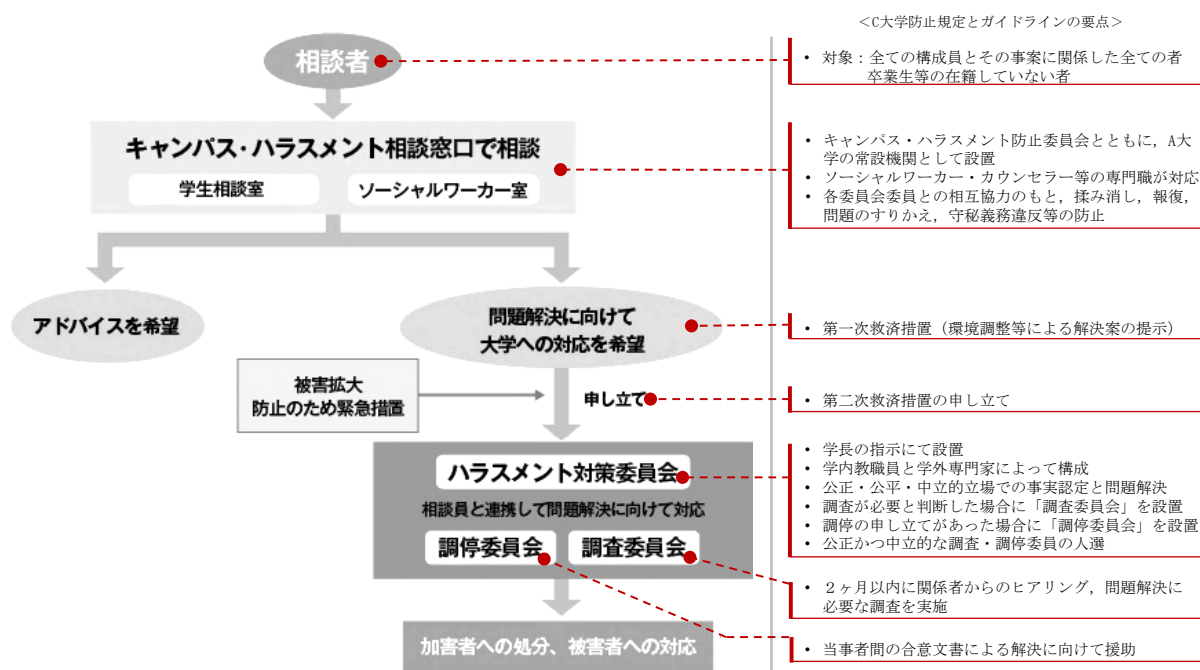 ＜C大学防止規定とガイドラインの要点＞
相談者
• 対象：全ての構成員とその事案に関係した全ての者
卒業生等の在籍していない者
キャンパス・ハラスメント相談窓口で相談
学生相談室
ソーシャルワーカー室
• キャンパス・ハラスメント防止委員会とともに，A大
学の常設機関として設置
• ソーシャルワーカー・カウンセラー等の専門職が対応
• 各委員会委員との相互協力のもと，揉み消し，報復，
問題のすりかえ，守秘義務違反等の防止
アドバイスを希望
問題解決に向けて
大学への対応を希望
• 第一次救済措置（環境調整等による解決案の提示）
被害拡大
防止のため緊急措置
申し立て
• 第二次救済措置の申し立て
ハラスメント対策委員会
相談員と連携して問題解決に向けて対応
調停委員会
調査委員会
• 学長の指示にて設置
• 学内教職員と学外専門家によって構成
• 公正・公平・中立的立場での事実認定と問題解決
• 調査が必要と判断した場合に「調査委員会」を設置
• 調停の申し立てがあった場合に「調停委員会」を設置
• 公正かつ中立的な調査・調停委員の人選
• ２ヶ月以内に関係者からのヒアリング，問題解決に
必要な調査を実施
加害者への処分、被害者への対応
• 当事者間の合意文書による解決に向けて援助